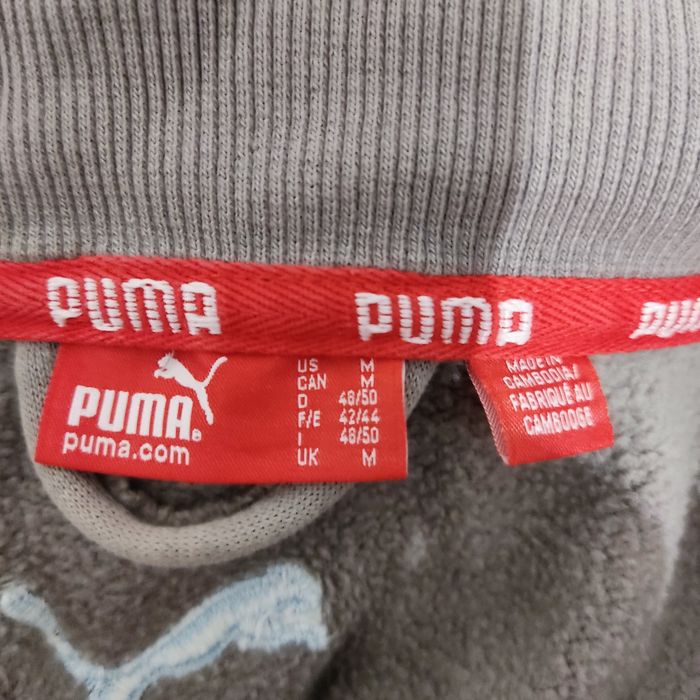 PUMA PUMA PUMA
PUMA®
puma.com
US M
CAN M
D 48/50
F/E 42/44
I 48/50
UK M
MADE IN
CAMBODIA/
FABRIQUÉ AU
CAMBODGE